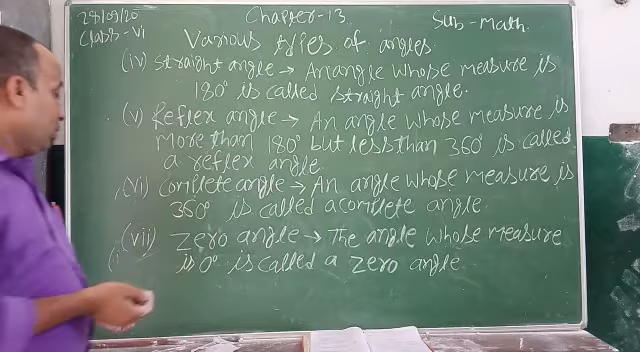 28/09/20 Chapter-13 Sub-Math.
Class-VI
Various types of angles.
(iv) Straight angle → An angle whose measure is
180° is called straight angle.
(v) Reflex angle → An angle whose measure is
more than 180° but less than 360° is called
a reflex angle.
(vi) Comlete angle → An angle whose measure is
360° is called a comlete angle.
(vii) Zero angle → The angle whose measure
is 0° is called a zero angle.